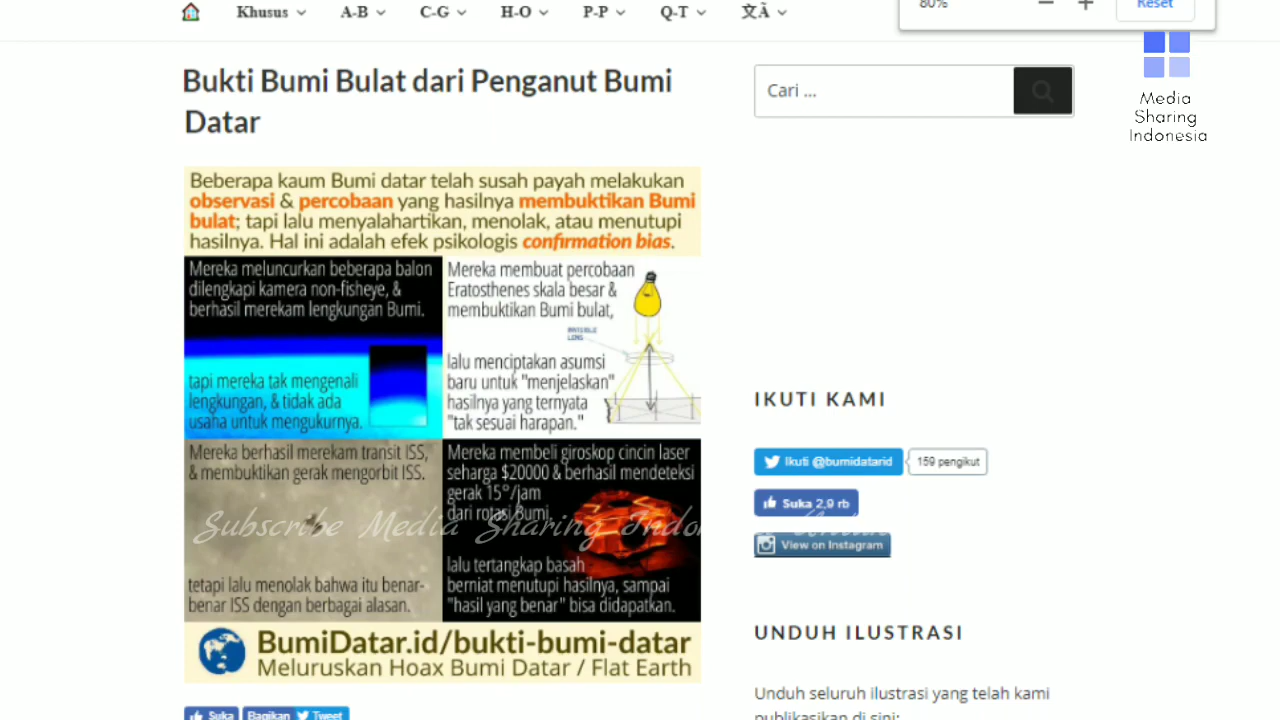 Khusus A-B C-G H-O P-P Q-T 文Ā
80% Reset
Media
Sharing
Indonesia
Bukti Bumi Bulat dari Penganut Bumi
Datar
Cari ...
Beberapa kaum Bumi datar telah susah payah melakukan
observasi & percobaan yang hasilnya membuktikan Bumi
bulat; tapi lalu menyalahartikan, menolak, atau menutupi
hasilnya. Hal ini adalah efek psikologis confirmation bias.
Mereka meluncurkan beberapa balon
dilengkapi kamera non-fisheye, &
berhasil merekam lengkungan Bumi.
tapi mereka tak mengenali
lengkungan, & tidak ada
usaha untuk mengukurnya.
Mereka membuat percobaan
Eratosthenes skala besar &
membuktikan Bumi bulat,
INVISIBLE
LENS
lalu menciptakan asumsi
baru untuk "menjelaskan"
hasilnya yang ternyata
"tak sesuai harapan."
Mereka berhasil merekam transit ISS,
& membuktikan gerak mengorbit ISS.
tetapi lalu menolak bahwa itu benar-
benar ISS dengan berbagai alasan.
Mereka membeli giroskop cincin laser
seharga $20000 & berhasil mendeteksi
gerak 15°/jam
dari rotasi Bumi,
lalu tertangkap basah
berniat menutupi hasilnya, sampai
"hasil yang benar" bisa didapatkan.
Subscribe Media Sharing Indo
BumiDatar.id/bukti-bumi-datar
Meluruskan Hoax Bumi Datar / Flat Earth
Suka Bagikan Tweet
IKUTI KAMI
Ikuti @bumidatarid 159 pengikut
Suka 2,9 rb
View on Instagram
UNDUH ILUSTRASI
Unduh seluruh ilustrasi yang telah kami
publikasikan di sini: